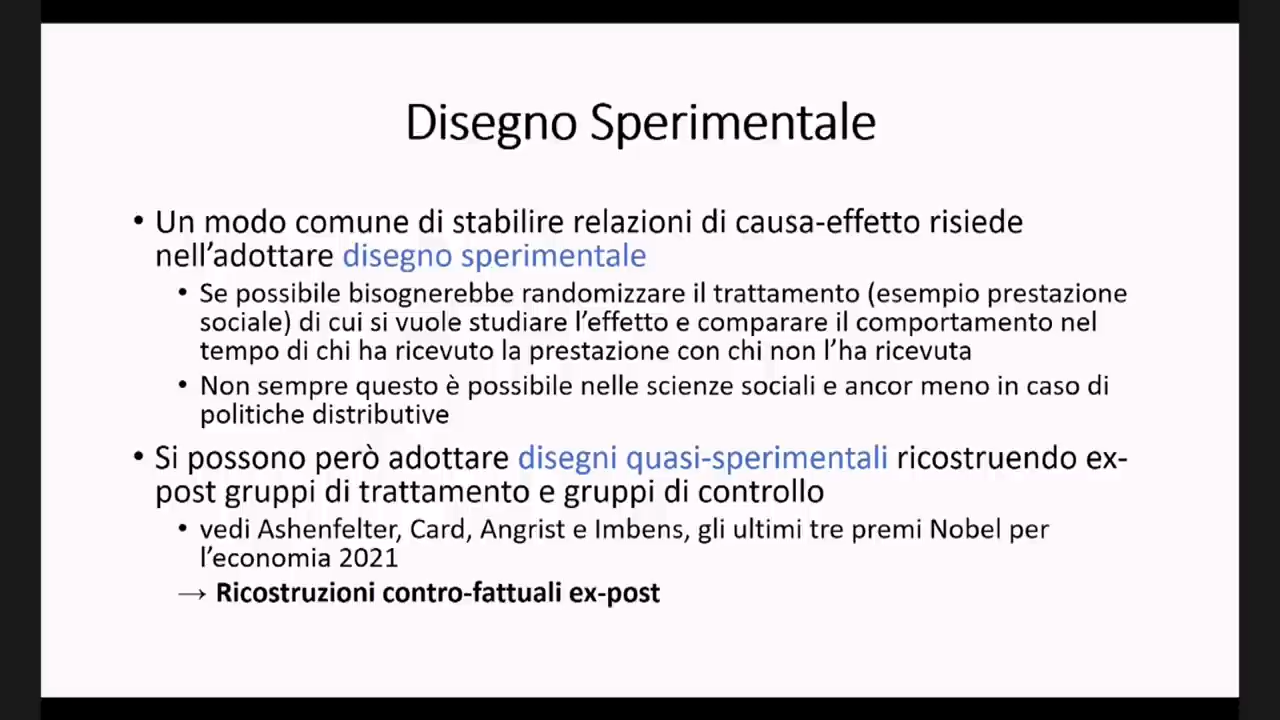 Disegno Sperimentale
• Un modo comune di stabilire relazioni di causa-effetto risiede
nell’adottare disegno sperimentale
• Se possibile bisognerebbe randomizzare il trattamento (esempio prestazione
sociale) di cui si vuole studiare l’effetto e comparare il comportamento nel
tempo di chi ha ricevuto la prestazione con chi non l’ha ricevuta
• Non sempre questo è possibile nelle scienze sociali e ancor meno in caso di
politiche distributive
• Si possono però adottare disegni quasi-sperimentali ricostruendo ex-
post gruppi di trattamento e gruppi di controllo
• vedi Ashenfelter, Card, Angrist e Imbens, gli ultimi tre premi Nobel per
l’economia 2021
→ Ricostruzioni contro-fattuali ex-post